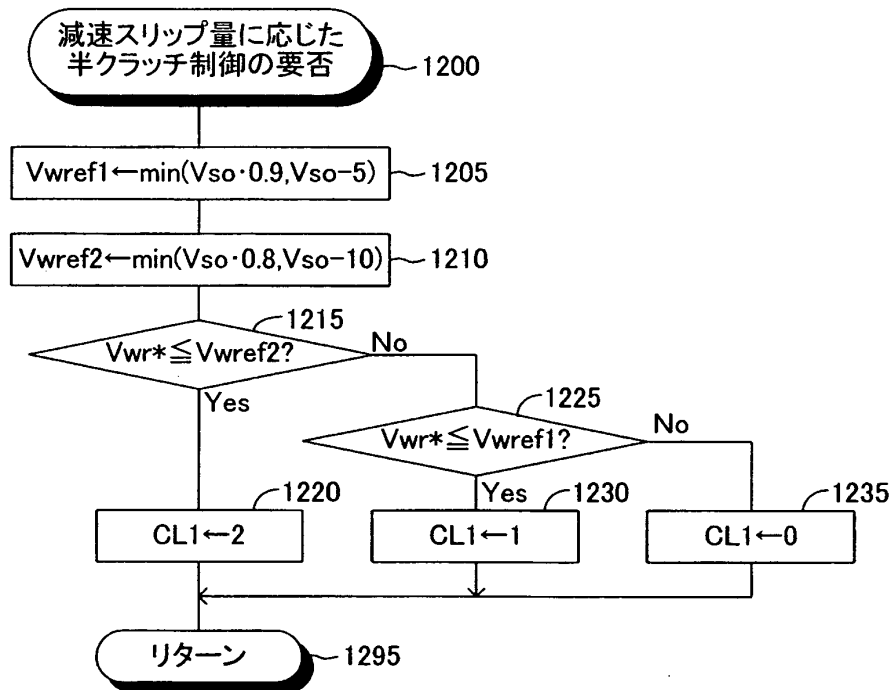 減速スリップ量に応じた
半クラッチ制御の要否
1200
Vwref1←min(Vso·0.9,Vso−5)
1205
Vwref2←min(Vso·0.8,Vso−10)
1210
1215
Vwr*≦Vwref2?
No
Yes
1225
Vwr*≦Vwref1?
No
Yes
1220
CL1←2
1230
CL1←1
1235
CL1←0
リターン
1295